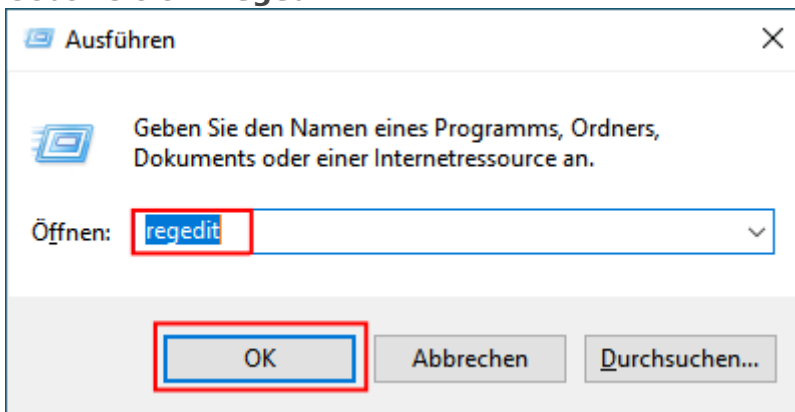 Ausführen
Geben Sie den Namen eines Programms, Ordners,
Dokuments oder einer Internetressource an.
Öffnen: regedit
OK Abbrechen Durchsuchen...